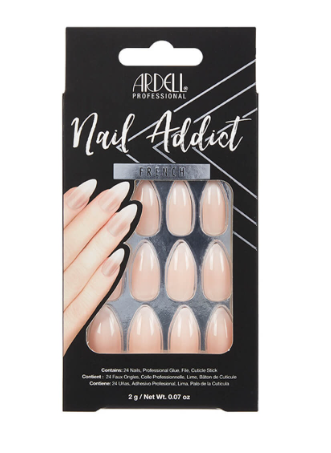 ARDELL®
PROFESSIONAL
Nail Addict
FRENCH
Contains: 24 Nails, Professional Glue, File, Cuticle Stick
Contient: 24 Faux Ongles, Colle Professionnelle, Lime, Bâton de Cuticule
Contiene: 24 Uñas, Adhesivo Profesional, Lima, Palo de la Cutícula
2 g / Net Wt. 0.07 oz